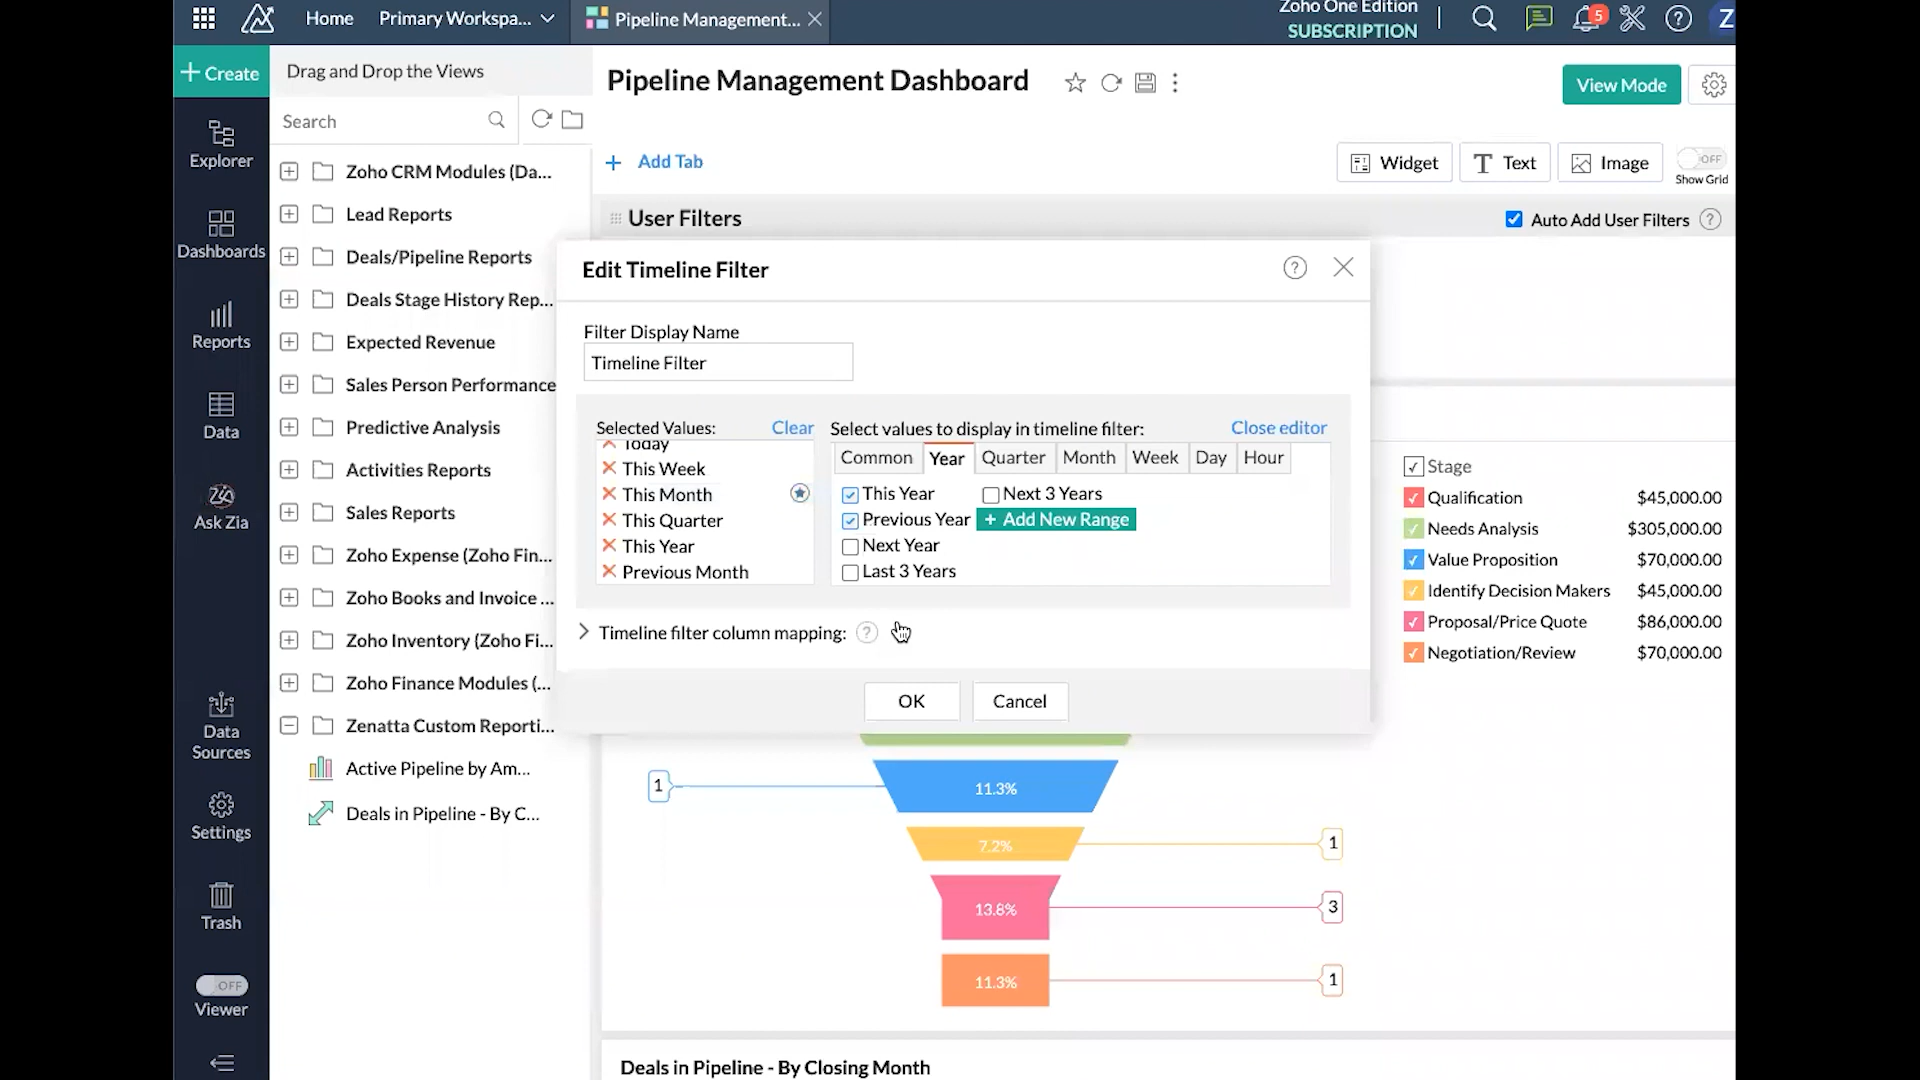 Home
Primary Workspa...
Pipeline Management...
Zoho One Edition
SUBSCRIPTION
5
Z
+ Create
Drag and Drop the Views
Pipeline Management Dashboard
View Mode
Search
Explorer
Dashboards
Reports
Data
Ask Zia
Data
Sources
Settings
Trash
OFF
Viewer
Zoho CRM Modules (Da...
Lead Reports
Deals/Pipeline Reports
Deals Stage History Rep...
Expected Revenue
Sales Person Performance
Predictive Analysis
Activities Reports
Sales Reports
Zoho Expense (Zoho Fin...
Zoho Books and Invoice ...
Zoho Inventory (Zoho Fi...
Zoho Finance Modules (...
Zenatta Custom Reporti...
Active Pipeline by Am...
Deals in Pipeline - By C...
+ Add Tab
Widget
Text
Image
OFF
Show Grid
User Filters
Auto Add User Filters
Edit Timeline Filter
Filter Display Name
Timeline Filter
Selected Values:
Clear
Today
This Week
This Month
This Quarter
This Year
Previous Month
Select values to display in timeline filter:
Close editor
Common
Year
Quarter
Month
Week
Day
Hour
This Year
Next 3 Years
Previous Year
+ Add New Range
Next Year
Last 3 Years
Timeline filter column mapping:
OK
Cancel
Stage
Qualification $45,000.00
Needs Analysis $305,000.00
Value Proposition $70,000.00
Identify Decision Makers $45,000.00
Proposal/Price Quote $86,000.00
Negotiation/Review $70,000.00
1
11.3%
7.2%
1
13.8%
3
11.3%
1
Deals in Pipeline - By Closing Month